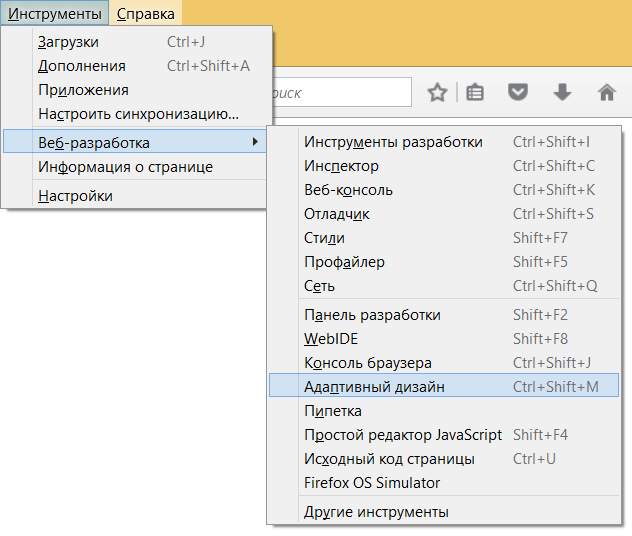 Инструменты Справка
Загрузки Ctrl+J
Дополнения Ctrl+Shift+A
Приложения
Настроить синхронизацию...
Веб-разработка
Информация о странице
Настройки
оиск
Инструменты разработки Ctrl+Shift+I
Инспектор Ctrl+Shift+C
Веб-консоль Ctrl+Shift+K
Отладчик Ctrl+Shift+S
Стили Shift+F7
Профайлер Shift+F5
Сеть Ctrl+Shift+Q
Панель разработки Shift+F2
WebIDE Shift+F8
Консоль браузера Ctrl+Shift+J
Адаптивный дизайн Ctrl+Shift+M
Пипетка
Простой редактор JavaScript Shift+F4
Исходный код страницы Ctrl+U
Firefox OS Simulator
Другие инструменты